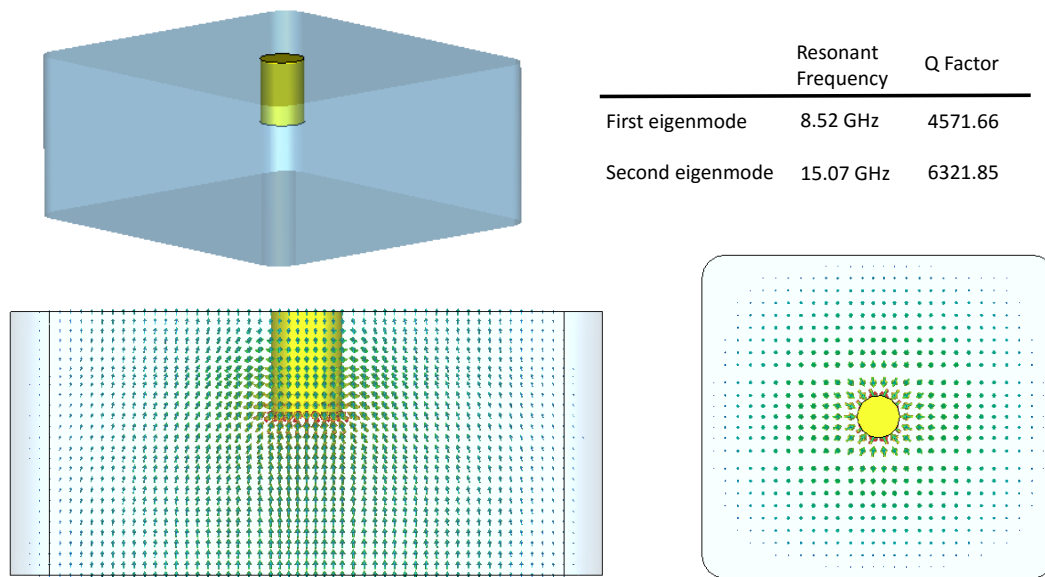 Resonant
Frequency
Q Factor
First eigenmode 8.52 GHz 4571.66
Second eigenmode 15.07 GHz 6321.85